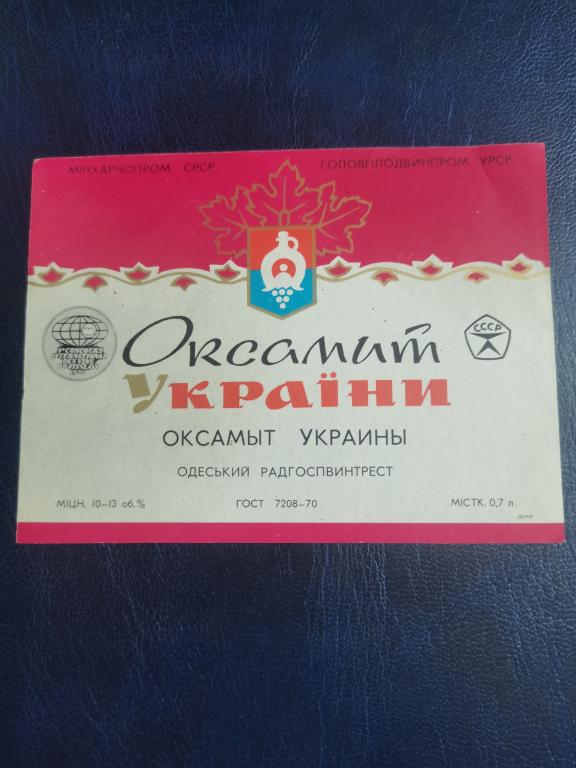 МІНХАРЧОПРОМ СРСР
ГОЛОВПЛОДВИНПРОМ УРСР
Оксамит
України
СССР
ОКСАМЫТ УКРАИНЫ
ОДЕСЬКИЙ РАДГОСПВИНТРЕСТ
МІЦН. 10–13 об.%
ГОСТ 7208–70
МІСТК. 0,7 л.